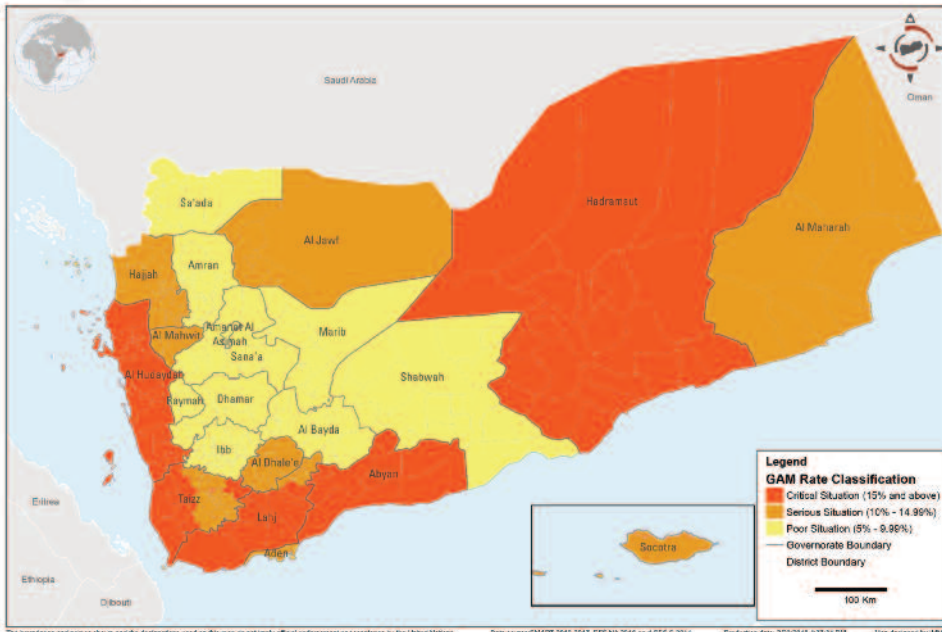 Saudi Arabia
Oman
Sa'ada
Hadramaut
Al Jawf
Al Maharah
Amran
Hajjah
Marib
Amanat Al
Asimah
Al Mahwit
Sana'a
Shabwah
Al Hudaydah
Raymah
Dhamar
Al Bayda
Ibb
Al Dhale'e
Abyan
Taizz
Lahj
Aden
Eritrea
Ethiopia
Djibouti
Socotra
Legend
GAM Rate Classification
Critical Situation (15% and above)
Serious Situation (10% - 14.99%)
Poor Situation (5% - 9.99%)
Governorate Boundary
District Boundary
100 Km